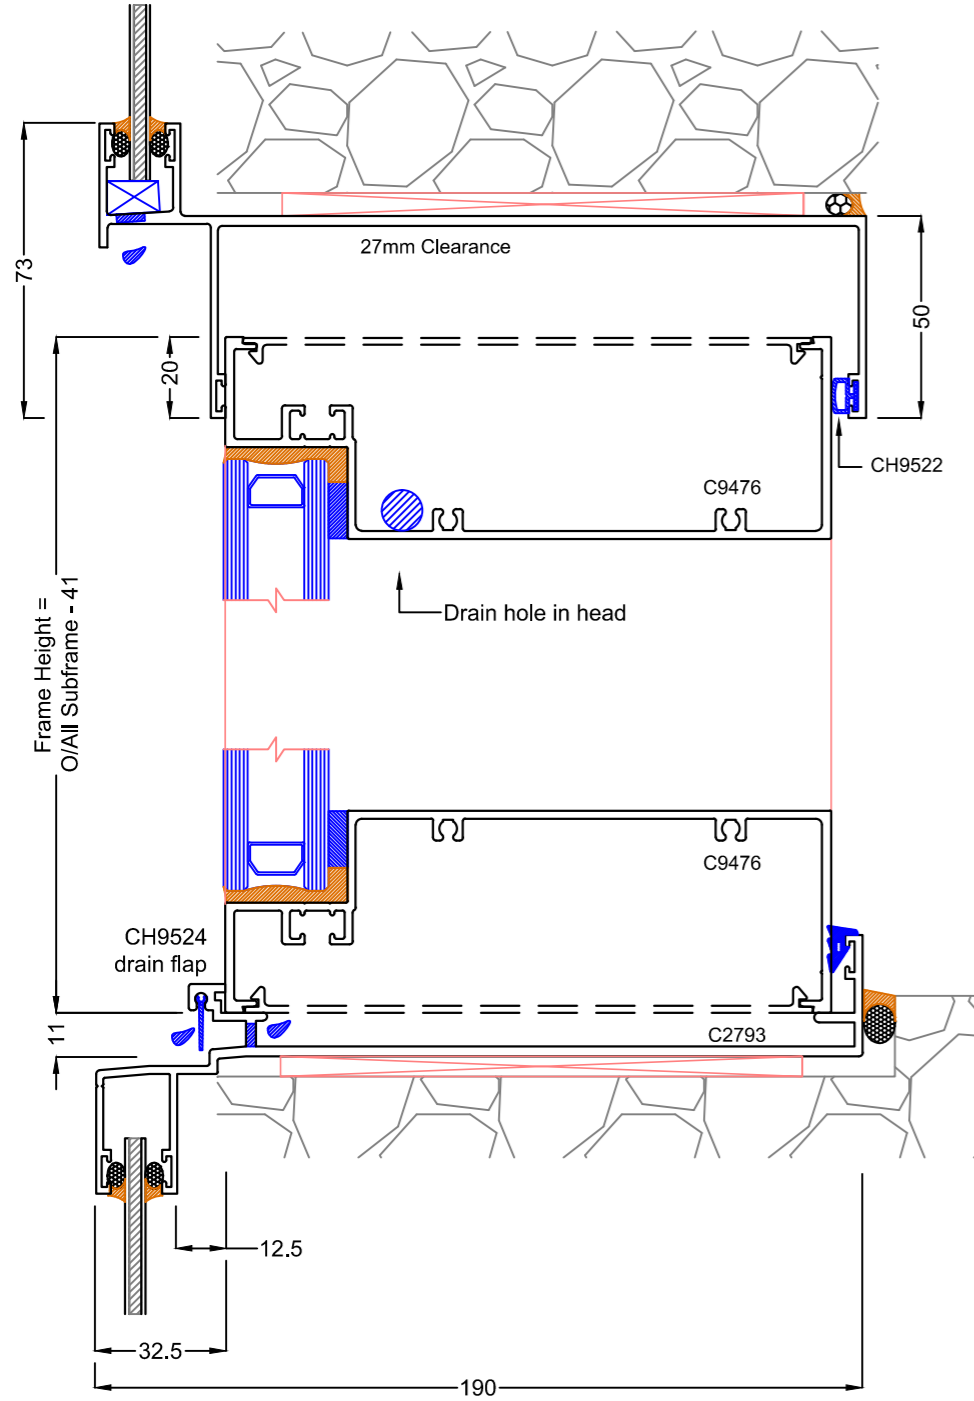 27mm Clearance
73
20
50
CH9522
C9476
Drain hole in head
Frame Height =
O/All Subframe - 41
C9476
CH9524
drain flap
11
C2793
12.5
32.5
190